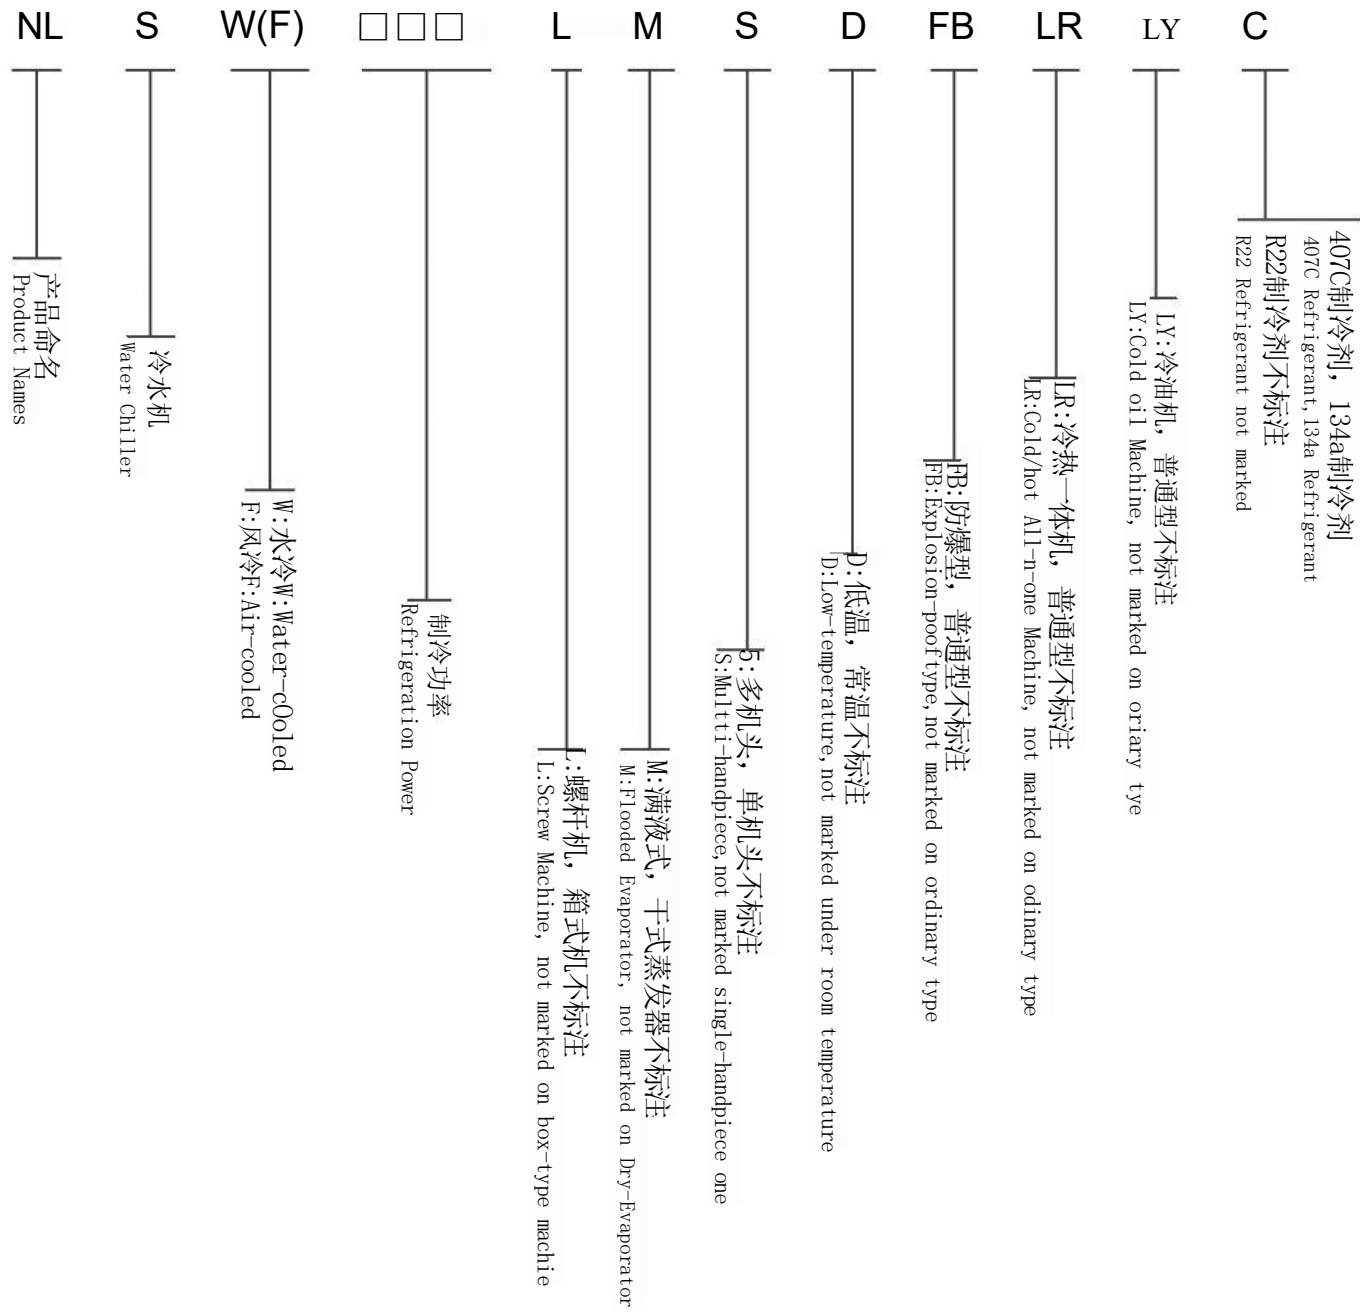 NL S W(F) □□□ L M S D FB LR LY C
产品命名
Product Names
冷水机
Water Chiller
W:水冷W:Water-cOoled
F:风冷F:Air-cooled
制冷功率
Refrigeration Power
L:螺杆机，箱式机不标注
L:Screw Machine, not marked on box-type machie
M:满液式，干式蒸发器不标注
M:Flooded Evaporator, not marked on Dry-Evaporator
5:多机头，单机头不标注
S:Multti-handpiece,not marked single-handpiece one
D:低温，常温不标注
D:Low-temperature,not marked under room temperature
FB:防爆型，普通型不标注
FB:Explosion-pooftype,not marked on ordinary type
LR:冷热一体机，普通型不标注
LR:Cold/hot All-n-one Machine, not marked on odinary type
LY:冷油机，普通型不标注
LY:Cold oil Machine, not marked on oriary tye
407C制冷剂，134a制冷剂
407C Refrigerant,134a Refrigerant
R22制冷剂不标注
R22 Refrigerant not marked